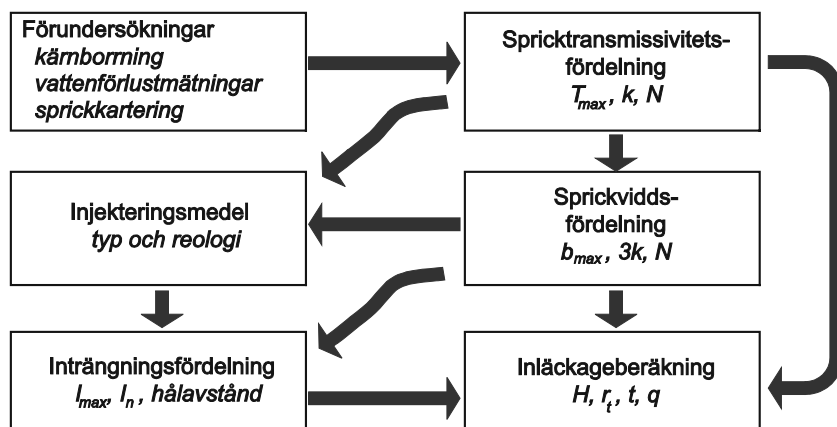 Förundersökningar
kärnborrning
vattenförlustmätningar
sprickkartering
Spricktransmissivitets-
fördelning
Tmax, k, N
Injekteringsmedel
typ och reologi
Sprickvidds-
fördelning
bmax, 3k, N
Inträngningsfördelning
Imax, In, hålavstånd
Inläckageberäkning
H, rt, t, q